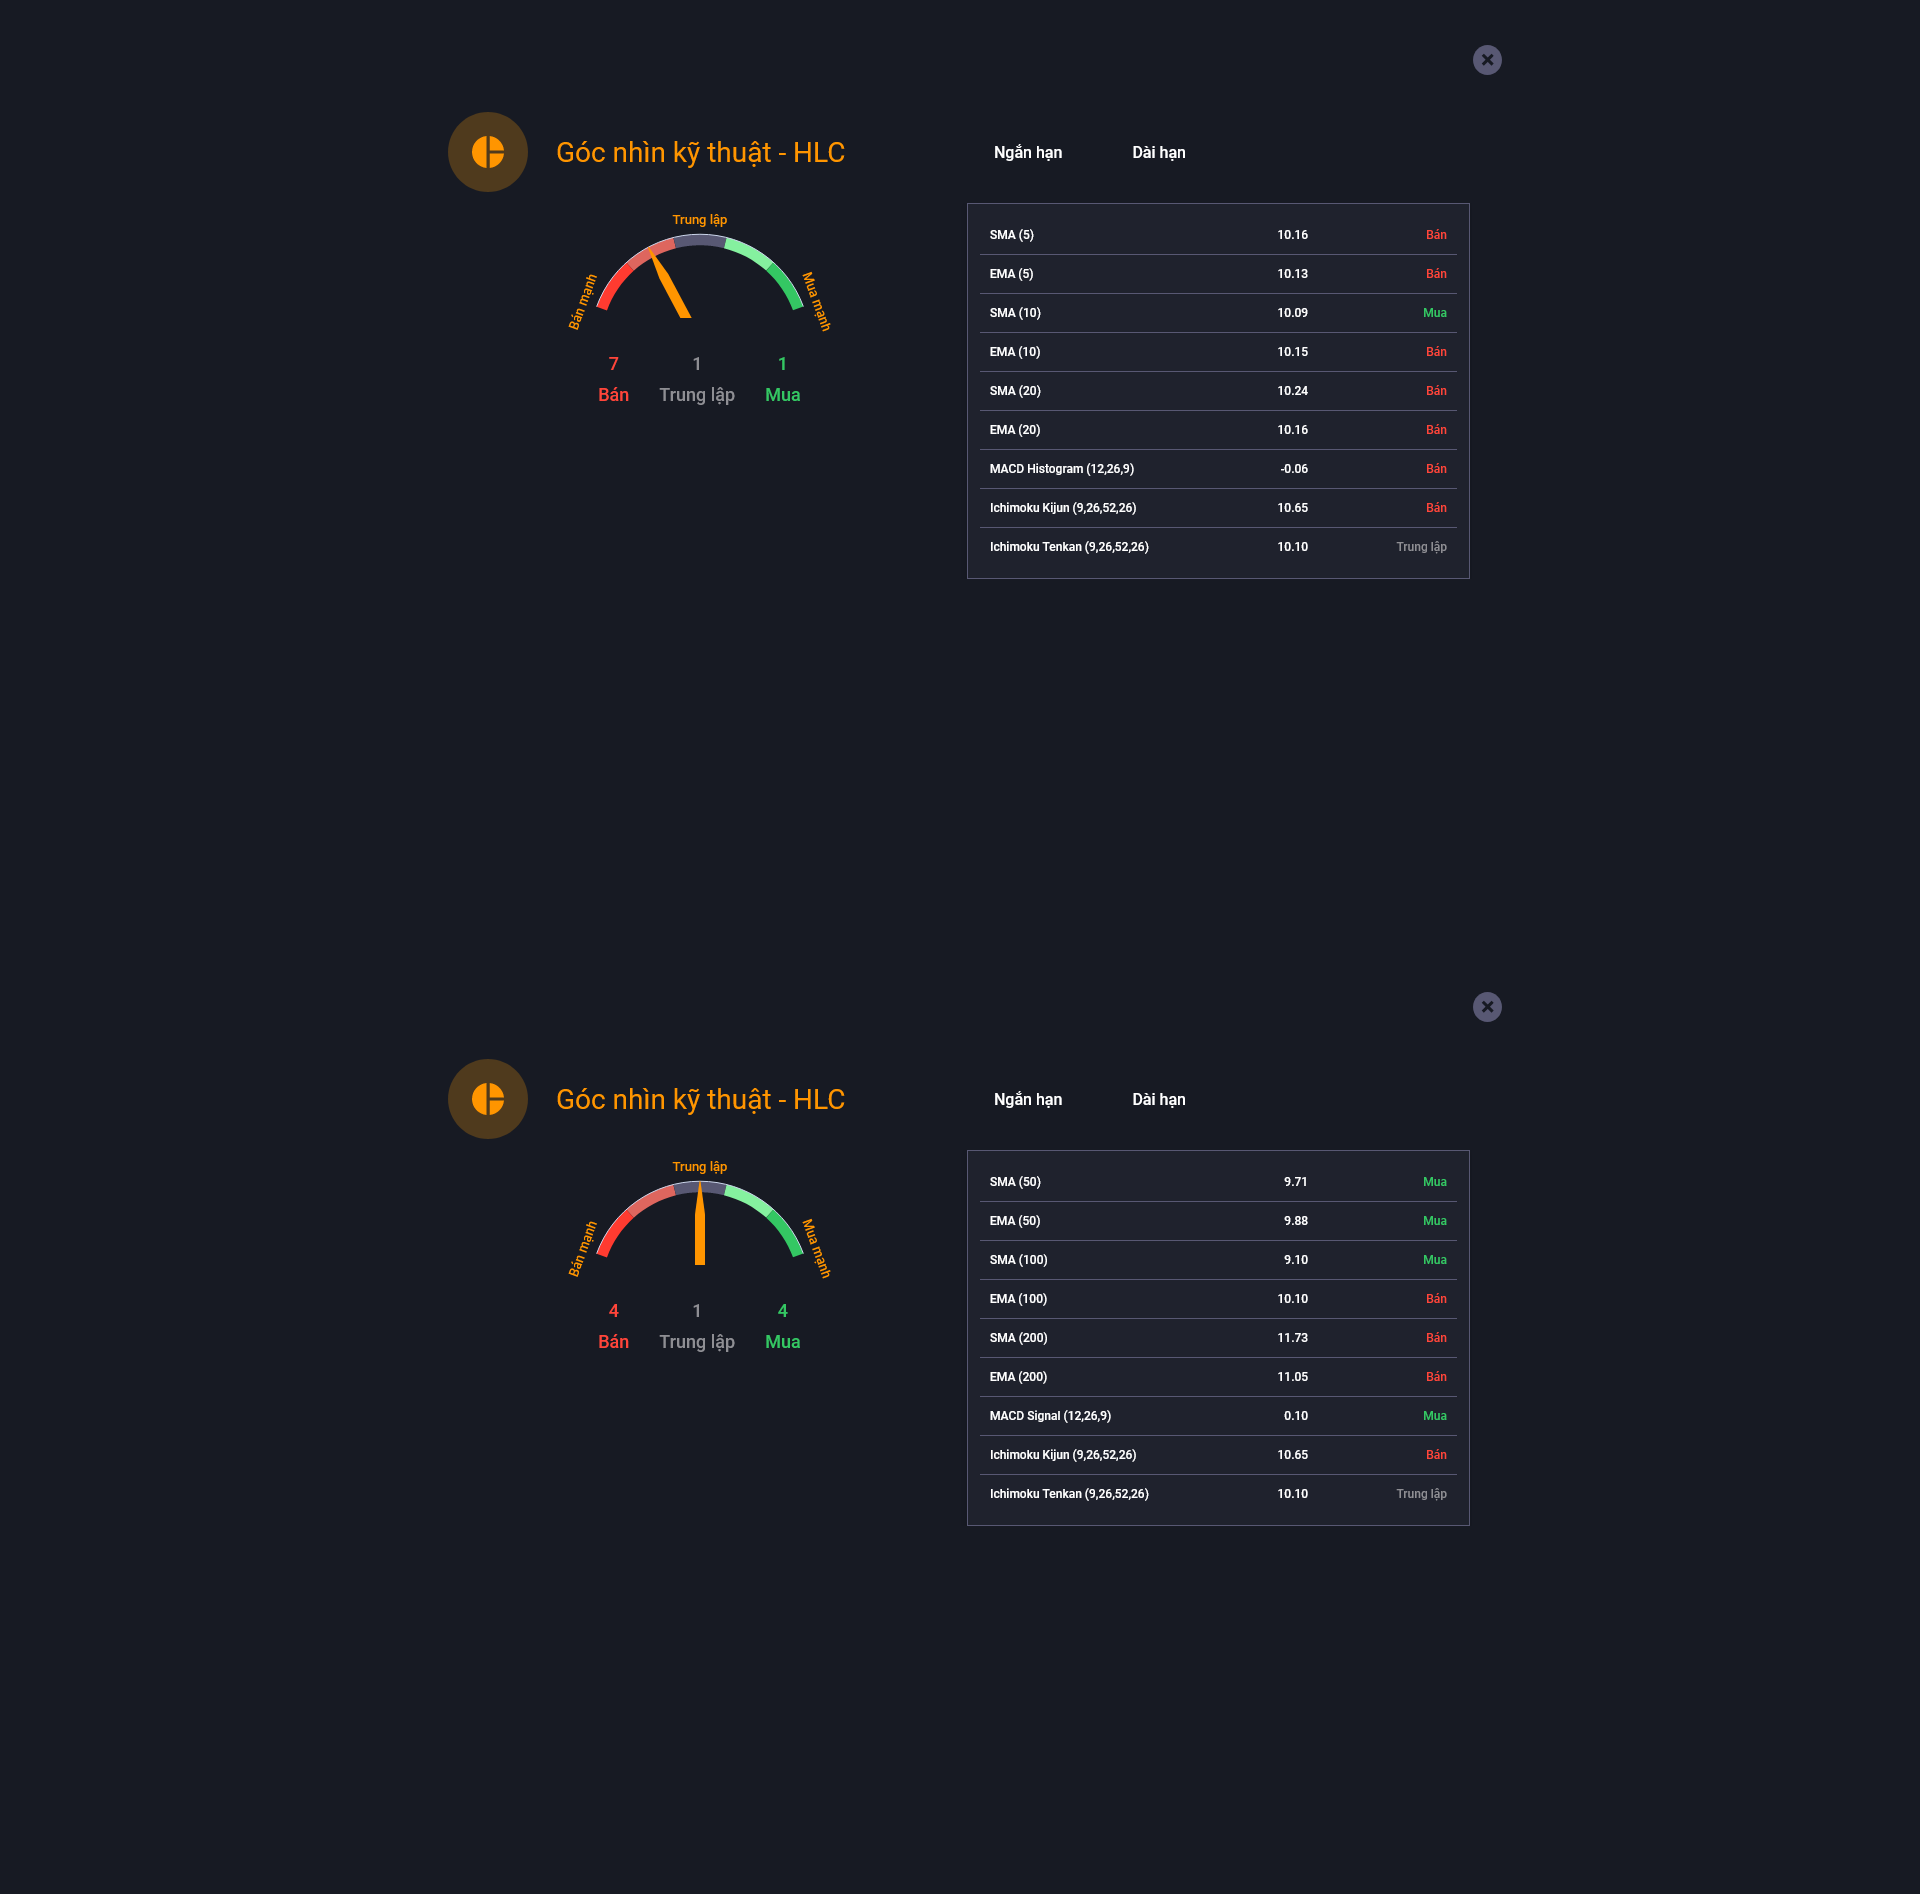 Góc nhìn kỹ thuật - HLC
Ngắn hạn Dài hạn
Trung lập
Bán mạnh
Mua mạnh
7 1 1
Bán Trung lập Mua
SMA (5) 10.16 Bán
EMA (5) 10.13 Bán
SMA (10) 10.09 Mua
EMA (10) 10.15 Bán
SMA (20) 10.24 Bán
EMA (20) 10.16 Bán
MACD Histogram (12,26,9) -0.06 Bán
Ichimoku Kijun (9,26,52,26) 10.65 Bán
Ichimoku Tenkan (9,26,52,26) 10.10 Trung lập
Góc nhìn kỹ thuật - HLC
Ngắn hạn Dài hạn
Trung lập
Bán mạnh
Mua mạnh
4 1 4
Bán Trung lập Mua
SMA (50) 9.71 Mua
EMA (50) 9.88 Mua
SMA (100) 9.10 Mua
EMA (100) 10.10 Bán
SMA (200) 11.73 Bán
EMA (200) 11.05 Bán
MACD Signal (12,26,9) 0.10 Mua
Ichimoku Kijun (9,26,52,26) 10.65 Bán
Ichimoku Tenkan (9,26,52,26) 10.10 Trung lập